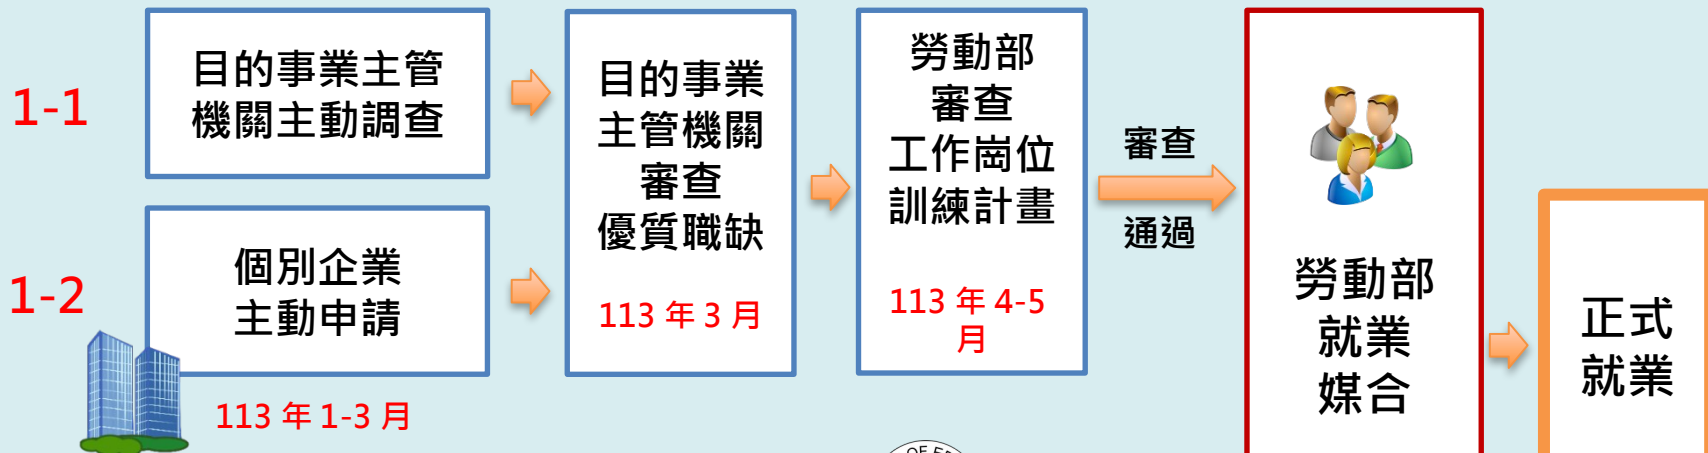 1-1
目的事業主管
機關主動調查
1-2
個別企業
主動申請
113 年 1-3 月
目的事業
主管機關
審查
優質職缺
113 年 3 月
勞動部
審查
工作崗位
訓練計畫
113 年 4-5
月
審查
通過
勞動部
就業
媒合
正式
就業
OF